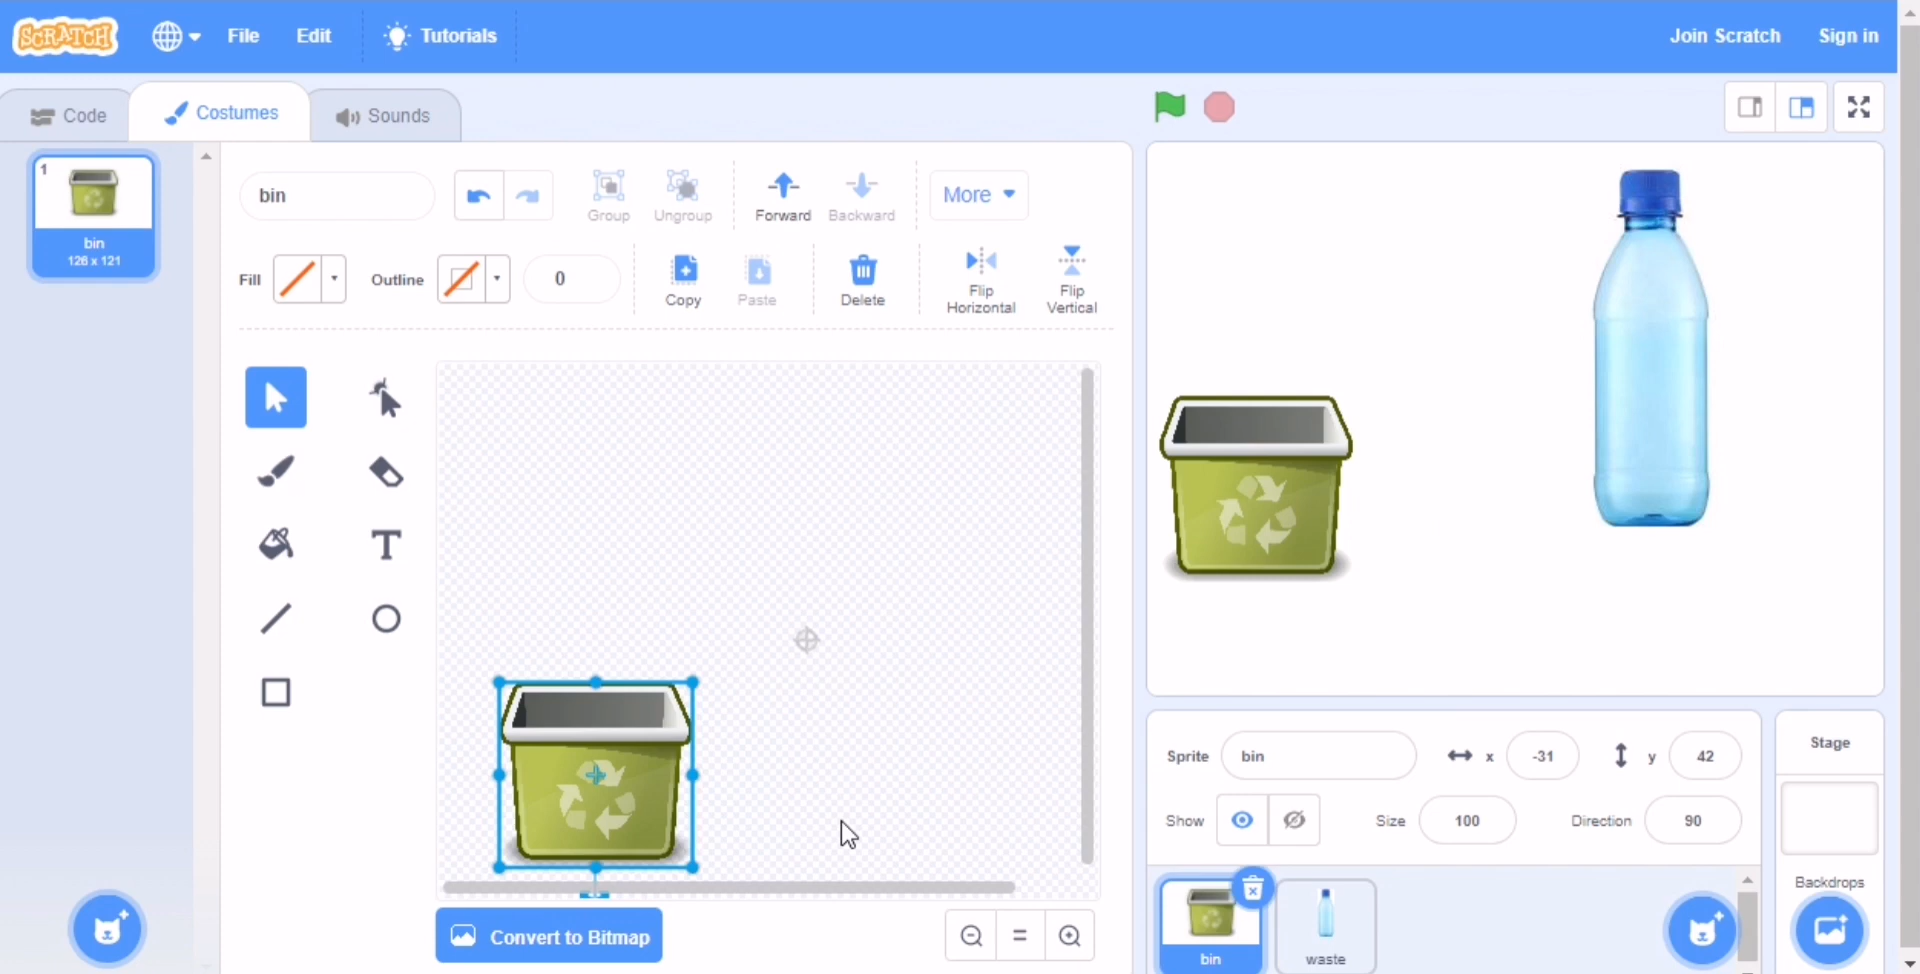 SCRATCH File Edit Tutorials Join Scratch Sign in
Code Costumes Sounds
1
bin
126 x 121
bin
Group Ungroup Forward Backward More
Fill Outline 0 Copy Paste Delete Flip Horizontal Flip Vertical
Convert to Bitmap
Sprite bin x -31 y 42
Show Size 100 Direction 90
bin
waste
Stage
Backdrops